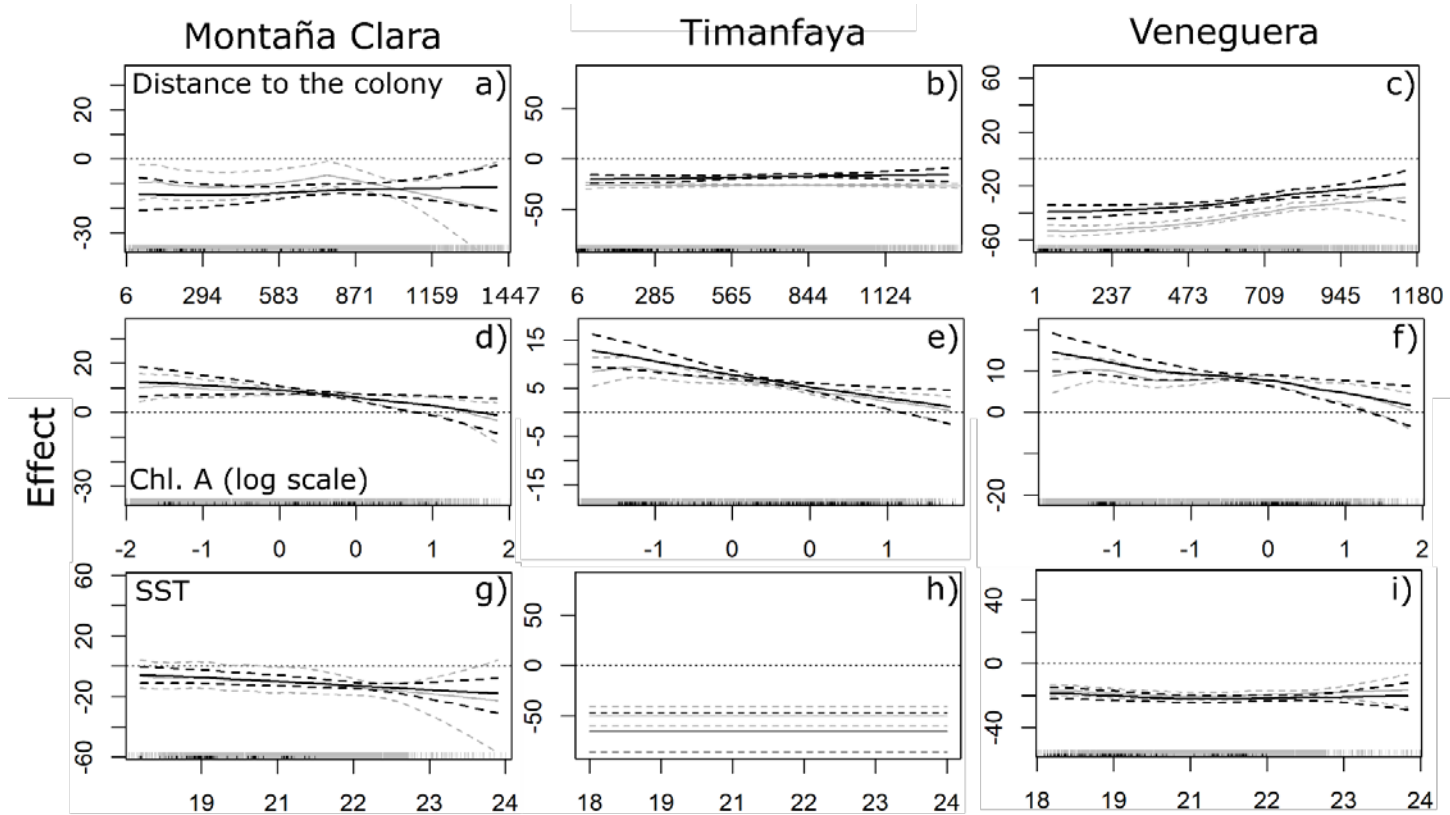 Montaña Clara
Timanfaya
Veneguera
Distance to the colony a)
b)
c)
20
0
-30
50
0
50
60
20
-20
-60
6 294 583 871 1159 1447
6 285 565 844 1124
1 237 473 709 945 1180
d)
e)
f)
20
0
-30
15
5
-5
-15
10
0
-20
Effect
Chl. A (log scale)
-2 -1 0 0 1 2
-1 0 0 1
-1 -1 0 1 2
SST g)
h)
i)
60
20
0
-20
-60
50
0
-50
40
0
-40
19 21 22 23 24
18 19 21 22 23 24
18 19 21 22 23 24